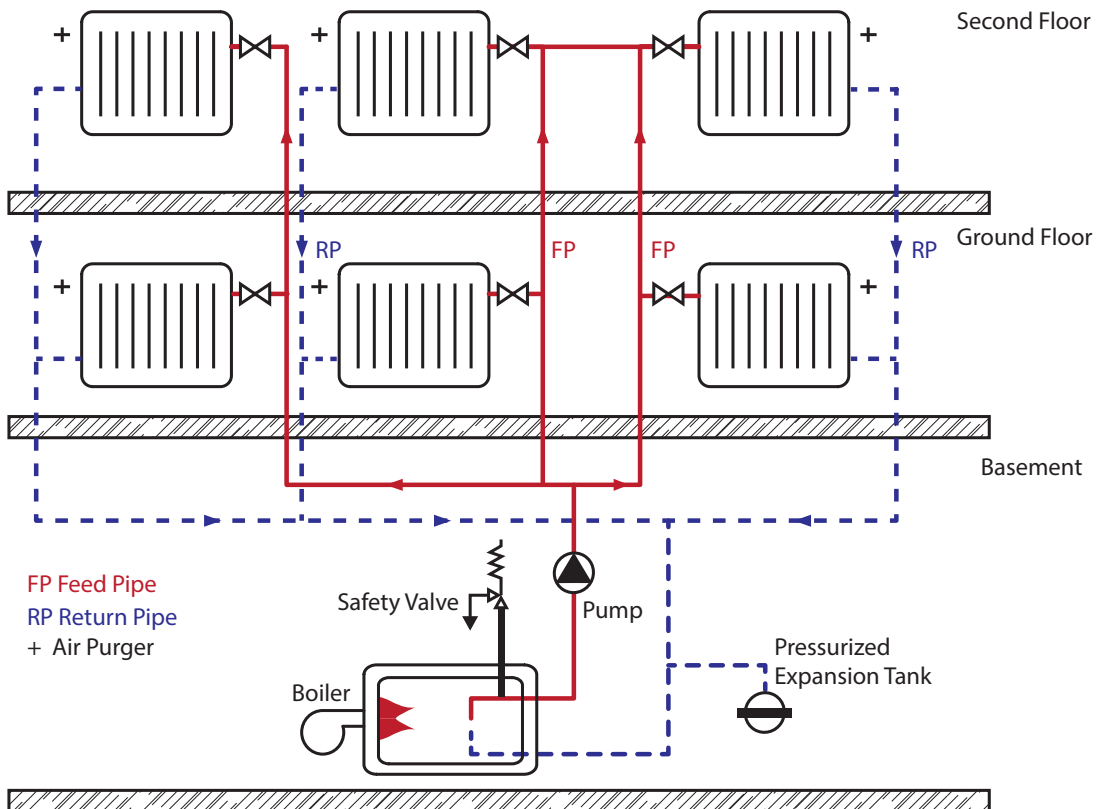 Second Floor
Ground Floor
RP
FP
FP
RP
Basement
FP Feed Pipe
RP Return Pipe
+ Air Purger
Safety Valve
Pump
Boiler
Pressurized
Expansion Tank